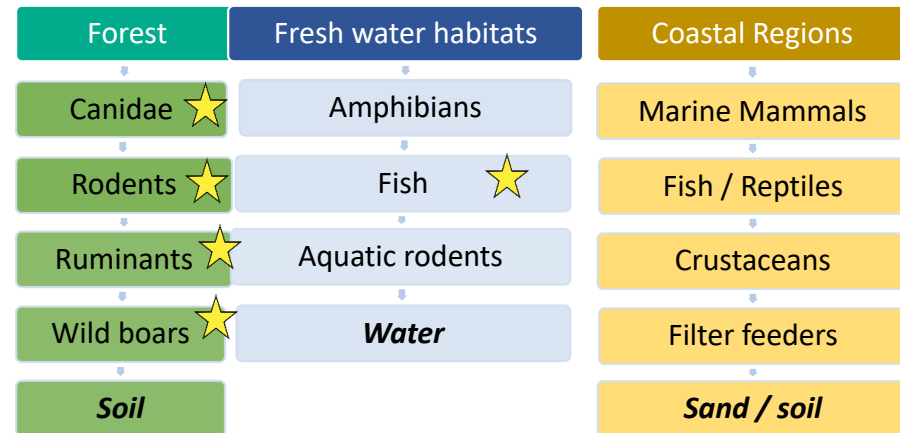 Forest
Canidae
Rodents
Ruminants
Wild boars
Soil
Fresh water habitats
Amphibians
Fish
Aquatic rodents
Water
Coastal Regions
Marine Mammals
Fish / Reptiles
Crustaceans
Filter feeders
Sand / soil